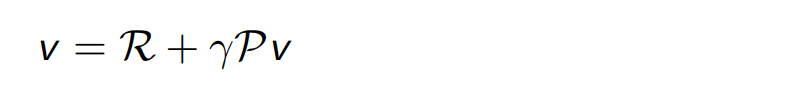 v = ℛ + γ𝒫v